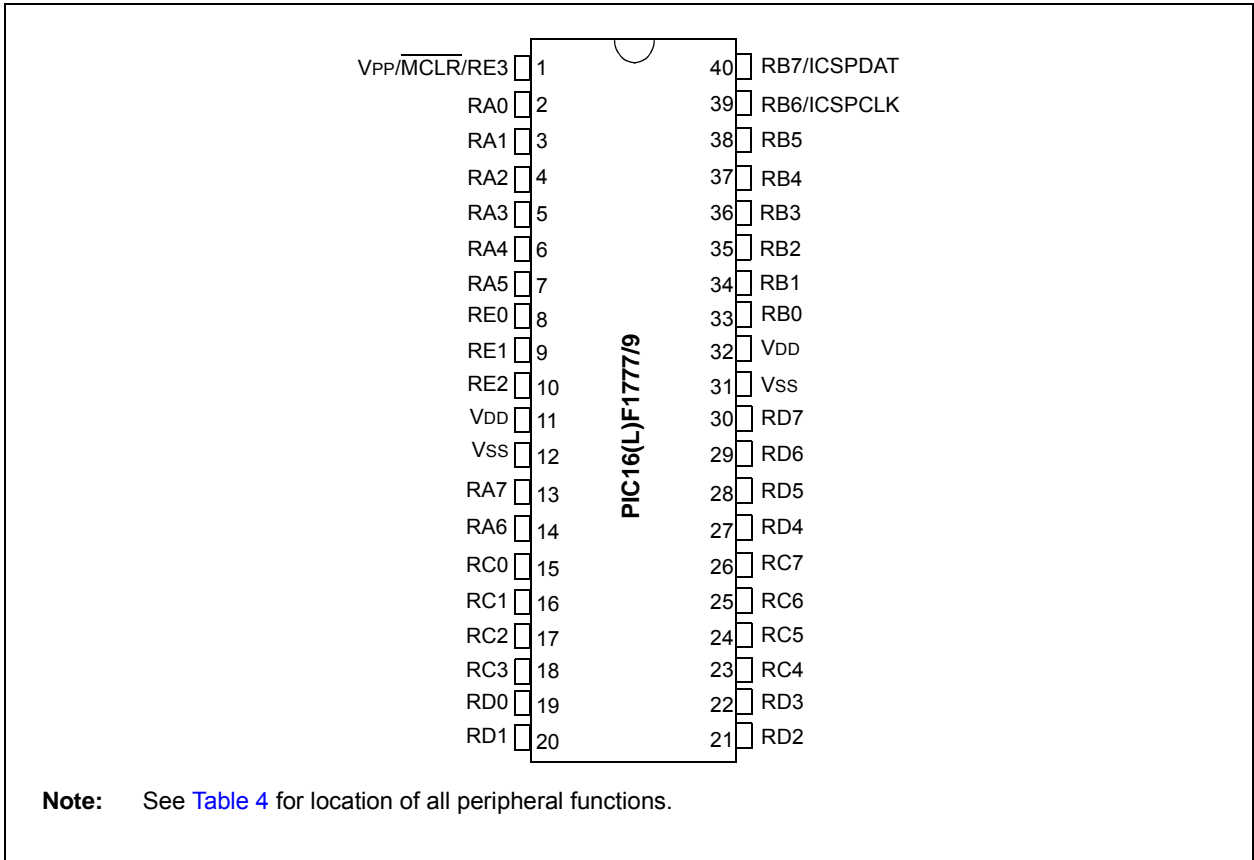 VPP/MCLR/RE3 1 40 RB7/ICSPDAT
RA0 2 39 RB6/ICSPCLK
RA1 3 38 RB5
RA2 4 37 RB4
RA3 5 36 RB3
RA4 6 35 RB2
RA5 7 34 RB1
RE0 8 33 RB0
RE1 9 32 VDD
RE2 10 31 VSS
VDD 11 30 RD7
VSS 12 29 RD6
RA7 13 28 RD5
RA6 14 27 RD4
RC0 15 26 RC7
RC1 16 25 RC6
RC2 17 24 RC5
RC3 18 23 RC4
RD0 19 22 RD3
RD1 20 21 RD2
PIC16(L)F1777/9
Note: See Table 4 for location of all peripheral functions.